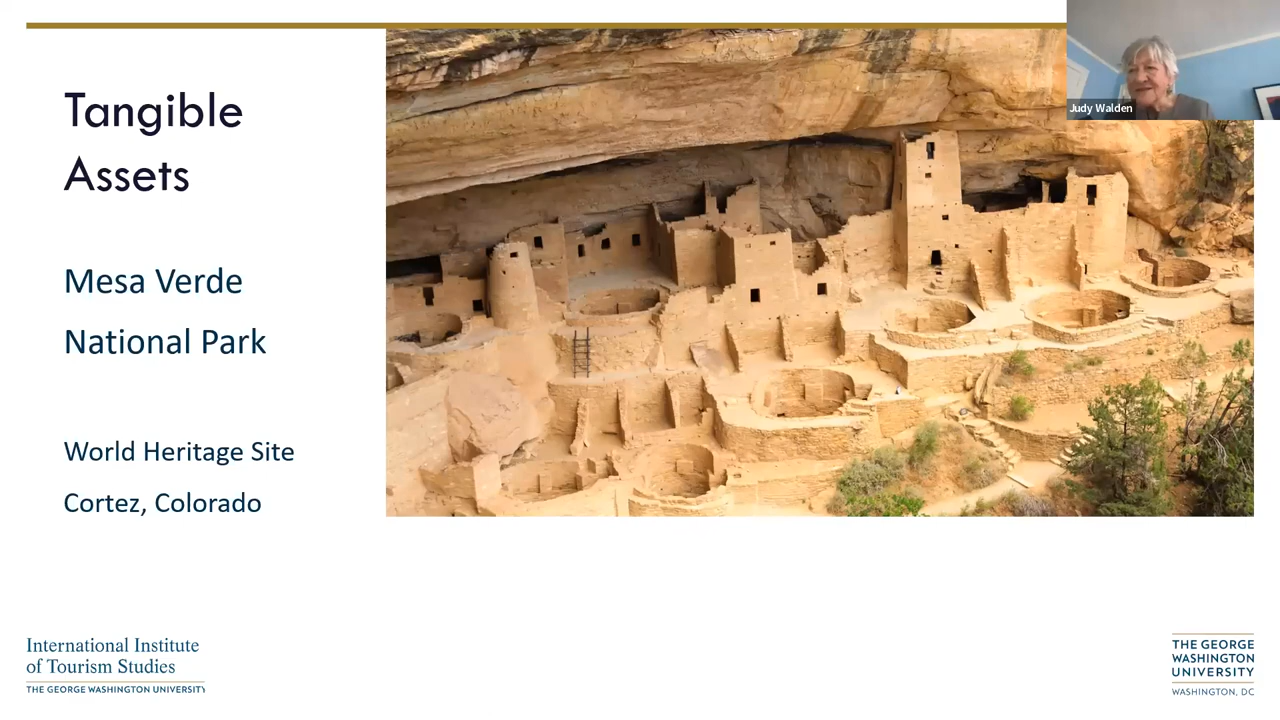 Tangible
Assets
Mesa Verde
National Park
World Heritage Site
Cortez, Colorado
Judy Walden
International Institute
of Tourism Studies
THE GEORGE WASHINGTON UNIVERSITY
THE GEORGE
WASHINGTON
UNIVERSITY
WASHINGTON, DC